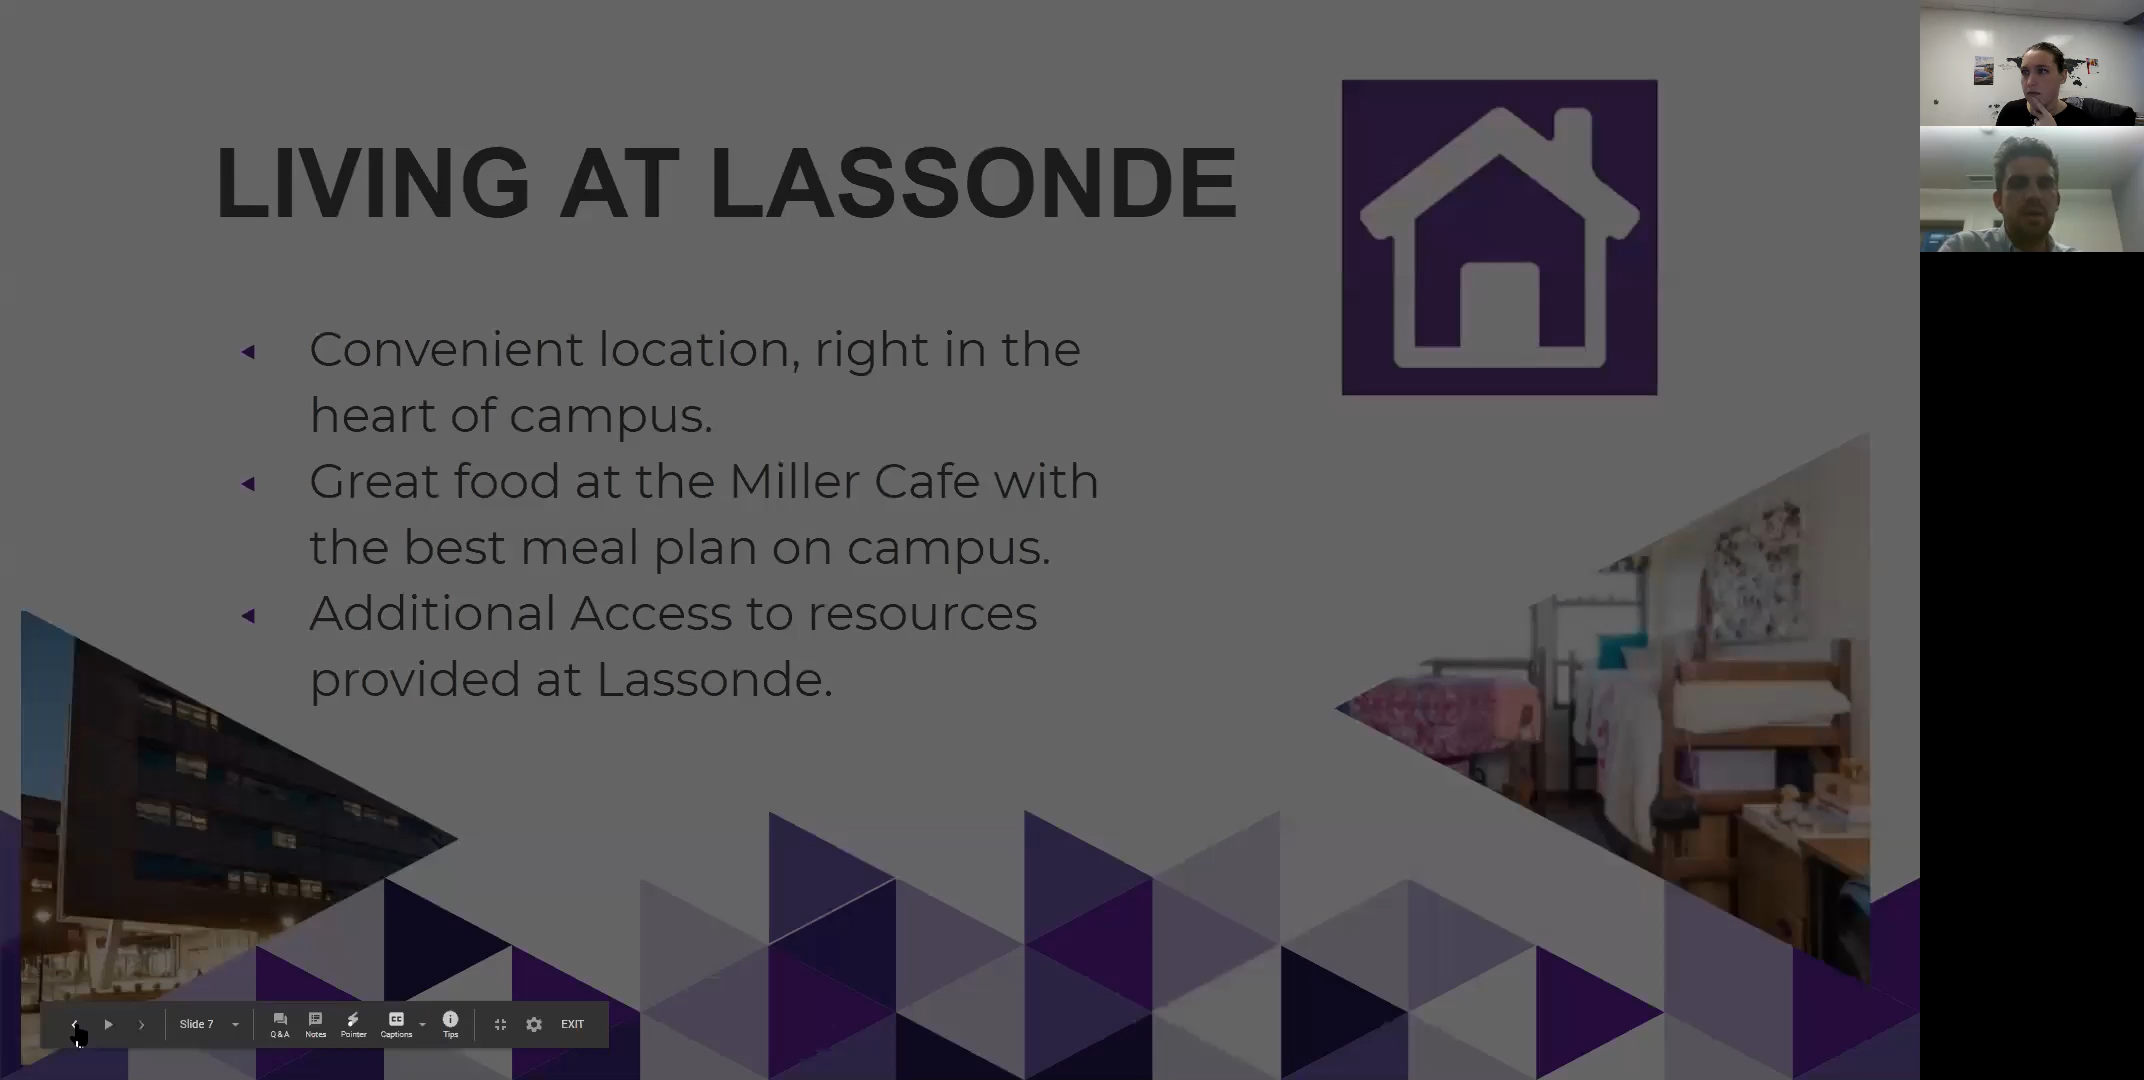 LIVING AT LASSONDE
Convenient location, right in the
heart of campus.
Great food at the Miller Cafe with
the best meal plan on campus.
Additional Access to resources
provided at Lassonde.
Slide 7
Q&A
Notes
Pointer
CC
Captions
Tips
EXIT